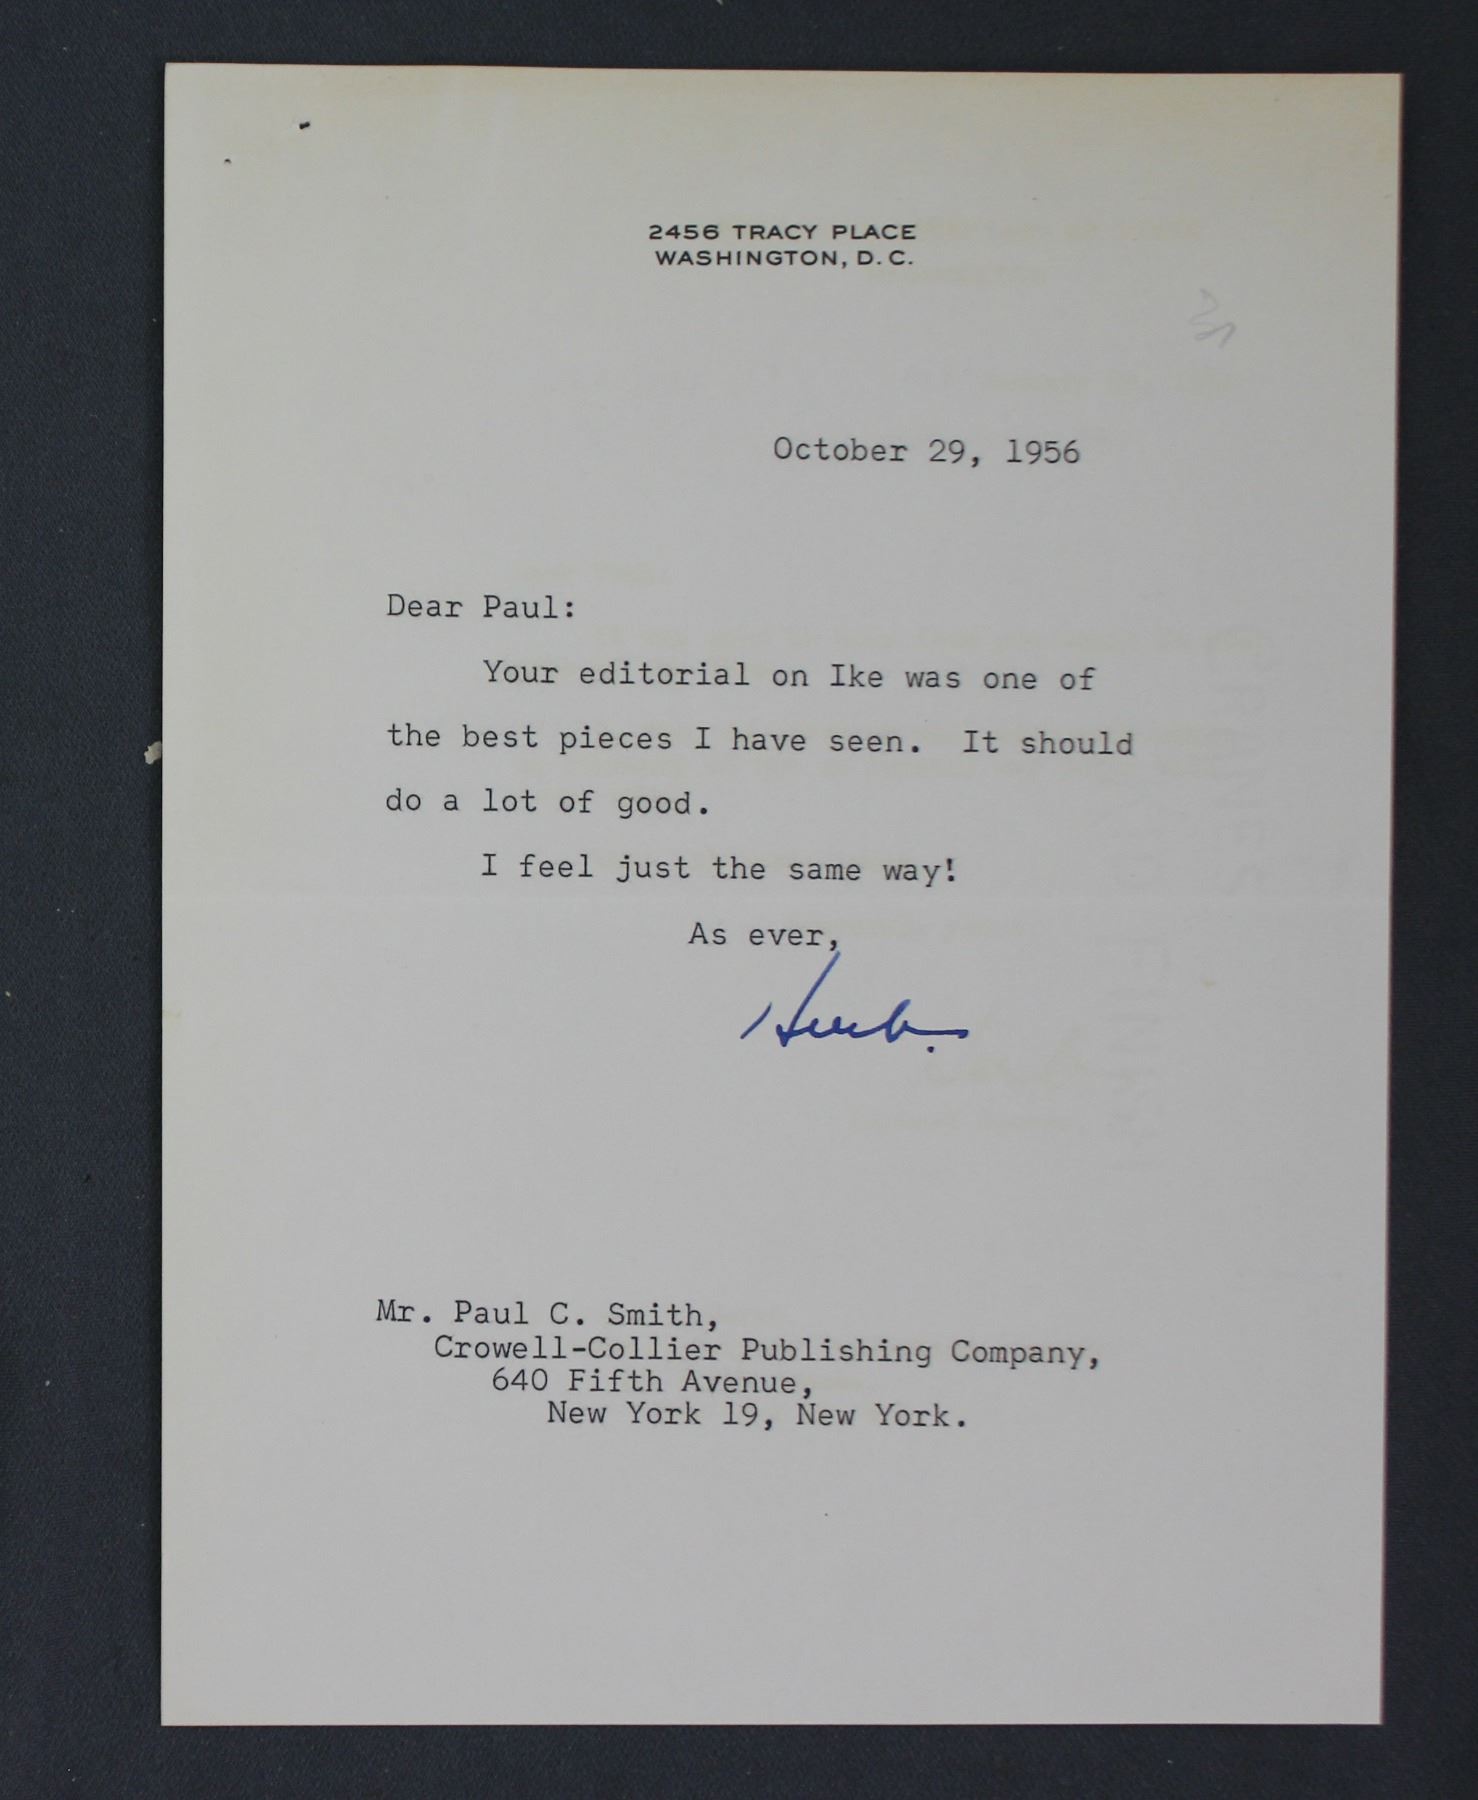 2456 TRACY PLACE
WASHINGTON, D. C.
October 29, 1956
Dear Paul:
Your editorial on Ike was one of
the best pieces I have seen. It should
do a lot of good.
I feel just the same way!
As ever,
Herb.
Mr. Paul C. Smith,
Crowell-Collier Publishing Company,
640 Fifth Avenue,
New York 19, New York.